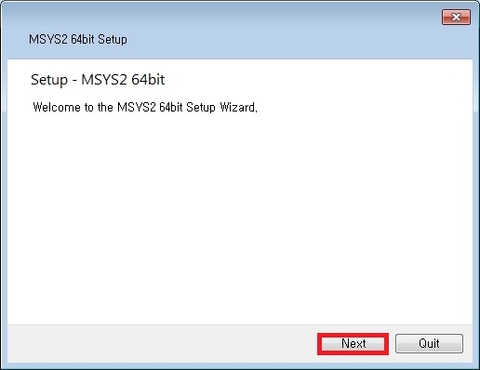 MSYS2 64bit Setup
Setup - MSYS2 64bit
Welcome to the MSYS2 64bit Setup Wizard.
Next
Quit